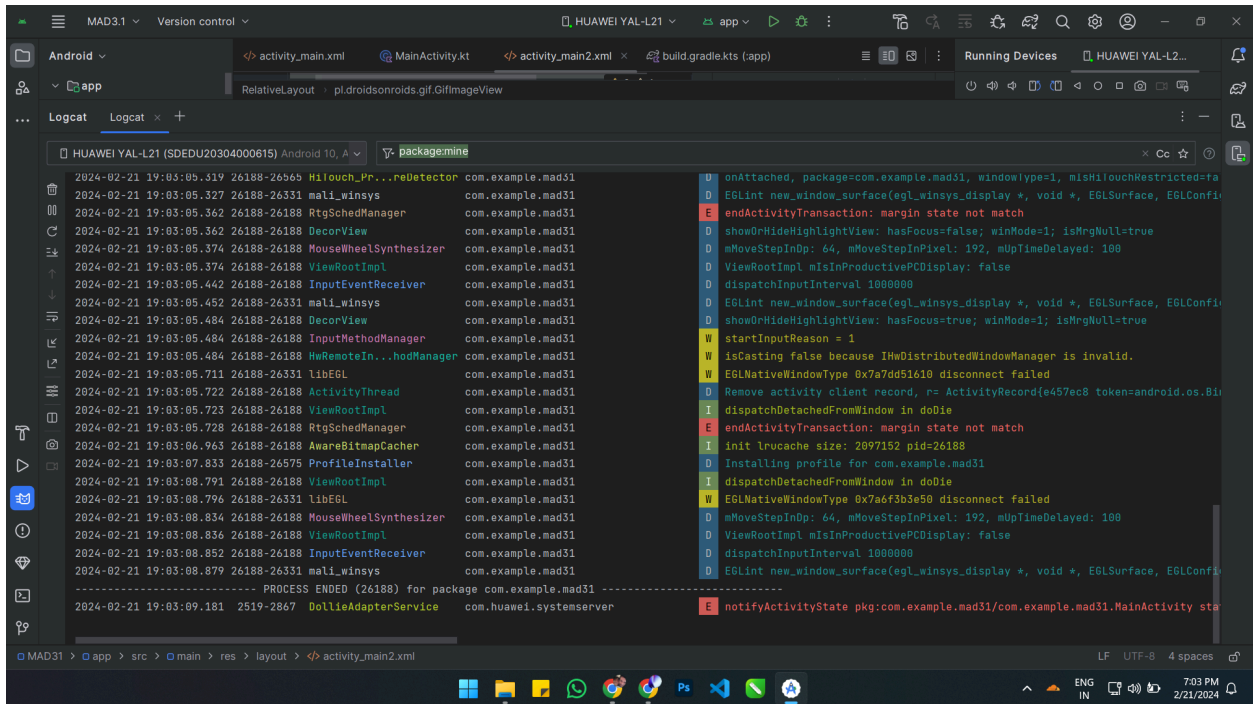 MAD3.1 Version control HUAWEI YAL-L21 app
Android activity_main.xml MainActivity.kt activity_main2.xml build.gradle.kts (:app) Running Devices HUAWEI YAL-L2...
app RelativeLayout pl.droidsonroids.gif.GifImageView
Logcat Logcat
HUAWEI YAL-L21 (SDEDU20304000615) Android 10, A package:mine Cc
2024-02-21 19:03:05.319 26188-26565 HiTouch_Pr...reDetector com.example.mad31 D onAttached, package=com.example.mad31, windowType=1, mIsHiTouchRestricted=fa
2024-02-21 19:03:05.327 26188-26331 mali_winsys com.example.mad31 D EGLint new_window_surface(egl_winsys_display *, void *, EGLSurface, EGLConfi
2024-02-21 19:03:05.362 26188-26188 RtgSchedManager com.example.mad31 E endActivityTransaction: margin state not match
2024-02-21 19:03:05.362 26188-26188 DecorView com.example.mad31 D showOrHideHighlightView: hasFocus=false; winMode=1; isMrgNull=true
2024-02-21 19:03:05.374 26188-26188 MouseWheelSynthesizer com.example.mad31 D mMoveStepInDp: 64, mMoveStepInPixel: 192, mUpTimeDelayed: 100
2024-02-21 19:03:05.374 26188-26188 ViewRootImpl com.example.mad31 D ViewRootImpl mIsInProductivePCDisplay: false
2024-02-21 19:03:05.442 26188-26188 InputEventReceiver com.example.mad31 D dispatchInputInterval 1000000
2024-02-21 19:03:05.452 26188-26331 mali_winsys com.example.mad31 D EGLint new_window_surface(egl_winsys_display *, void *, EGLSurface, EGLConfi
2024-02-21 19:03:05.484 26188-26188 DecorView com.example.mad31 D showOrHideHighlightView: hasFocus=true; winMode=1; isMrgNull=true
2024-02-21 19:03:05.484 26188-26188 InputMethodManager com.example.mad31 W startInputReason = 1
2024-02-21 19:03:05.484 26188-26188 HwRemoteIn...hodManager com.example.mad31 W isCasting false because IHwDistributedWindowManager is invalid.
2024-02-21 19:03:05.711 26188-26331 libEGL com.example.mad31 W EGLNativeWindowType 0x7a7dd51610 disconnect failed
2024-02-21 19:03:05.722 26188-26188 ActivityThread com.example.mad31 D Remove activity client record, r= ActivityRecord{e457ec8 token=android.os.Bi
2024-02-21 19:03:05.723 26188-26188 ViewRootImpl com.example.mad31 I dispatchDetachedFromWindow in doDie
2024-02-21 19:03:05.728 26188-26188 RtgSchedManager com.example.mad31 E endActivityTransaction: margin state not match
2024-02-21 19:03:06.963 26188-26188 AwareBitmapCacher com.example.mad31 I init lrucache size: 2097152 pid=26188
2024-02-21 19:03:07.833 26188-26575 ProfileInstaller com.example.mad31 D Installing profile for com.example.mad31
2024-02-21 19:03:08.791 26188-26188 ViewRootImpl com.example.mad31 I dispatchDetachedFromWindow in doDie
2024-02-21 19:03:08.796 26188-26331 libEGL com.example.mad31 W EGLNativeWindowType 0x7a6f3b3e50 disconnect failed
2024-02-21 19:03:08.834 26188-26188 MouseWheelSynthesizer com.example.mad31 D mMoveStepInDp: 64, mMoveStepInPixel: 192, mUpTimeDelayed: 100
2024-02-21 19:03:08.836 26188-26188 ViewRootImpl com.example.mad31 D ViewRootImpl mIsInProductivePCDisplay: false
2024-02-21 19:03:08.852 26188-26188 InputEventReceiver com.example.mad31 D dispatchInputInterval 1000000
2024-02-21 19:03:08.879 26188-26331 mali_winsys com.example.mad31 D EGLint new_window_surface(egl_winsys_display *, void *, EGLSurface, EGLConfi
--------------------------- PROCESS ENDED (26188) for package com.example.mad31 ---------------------------
2024-02-21 19:03:09.181 2519-2867 DollieAdapterService com.huawei.systemserver E notifyActivityState pkg:com.example.mad31/com.example.mad31.MainActivity sta
MAD31 > app > src > main > res > layout > activity_main2.xml LF UTF-8 4 spaces
Ps ENG 7:03 PM
IN 2/21/2024